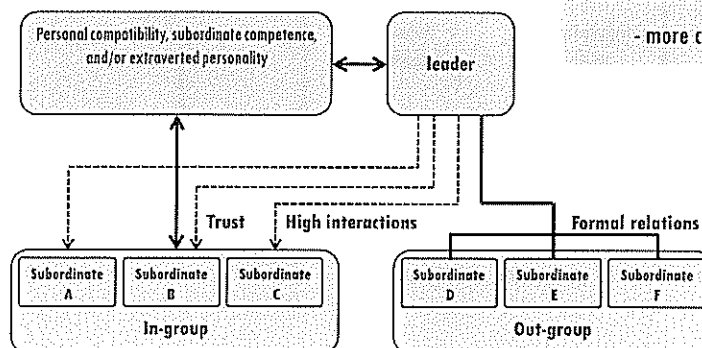 Personal compatibility, subordinate competence,
and/or extraverted personality
leader
- more c
Trust
High interactions
Formal relations
Subordinate
A
Subordinate
B
Subordinate
C
In-group
Subordinate
D
Subordinate
E
Subordinate
F
Out-group